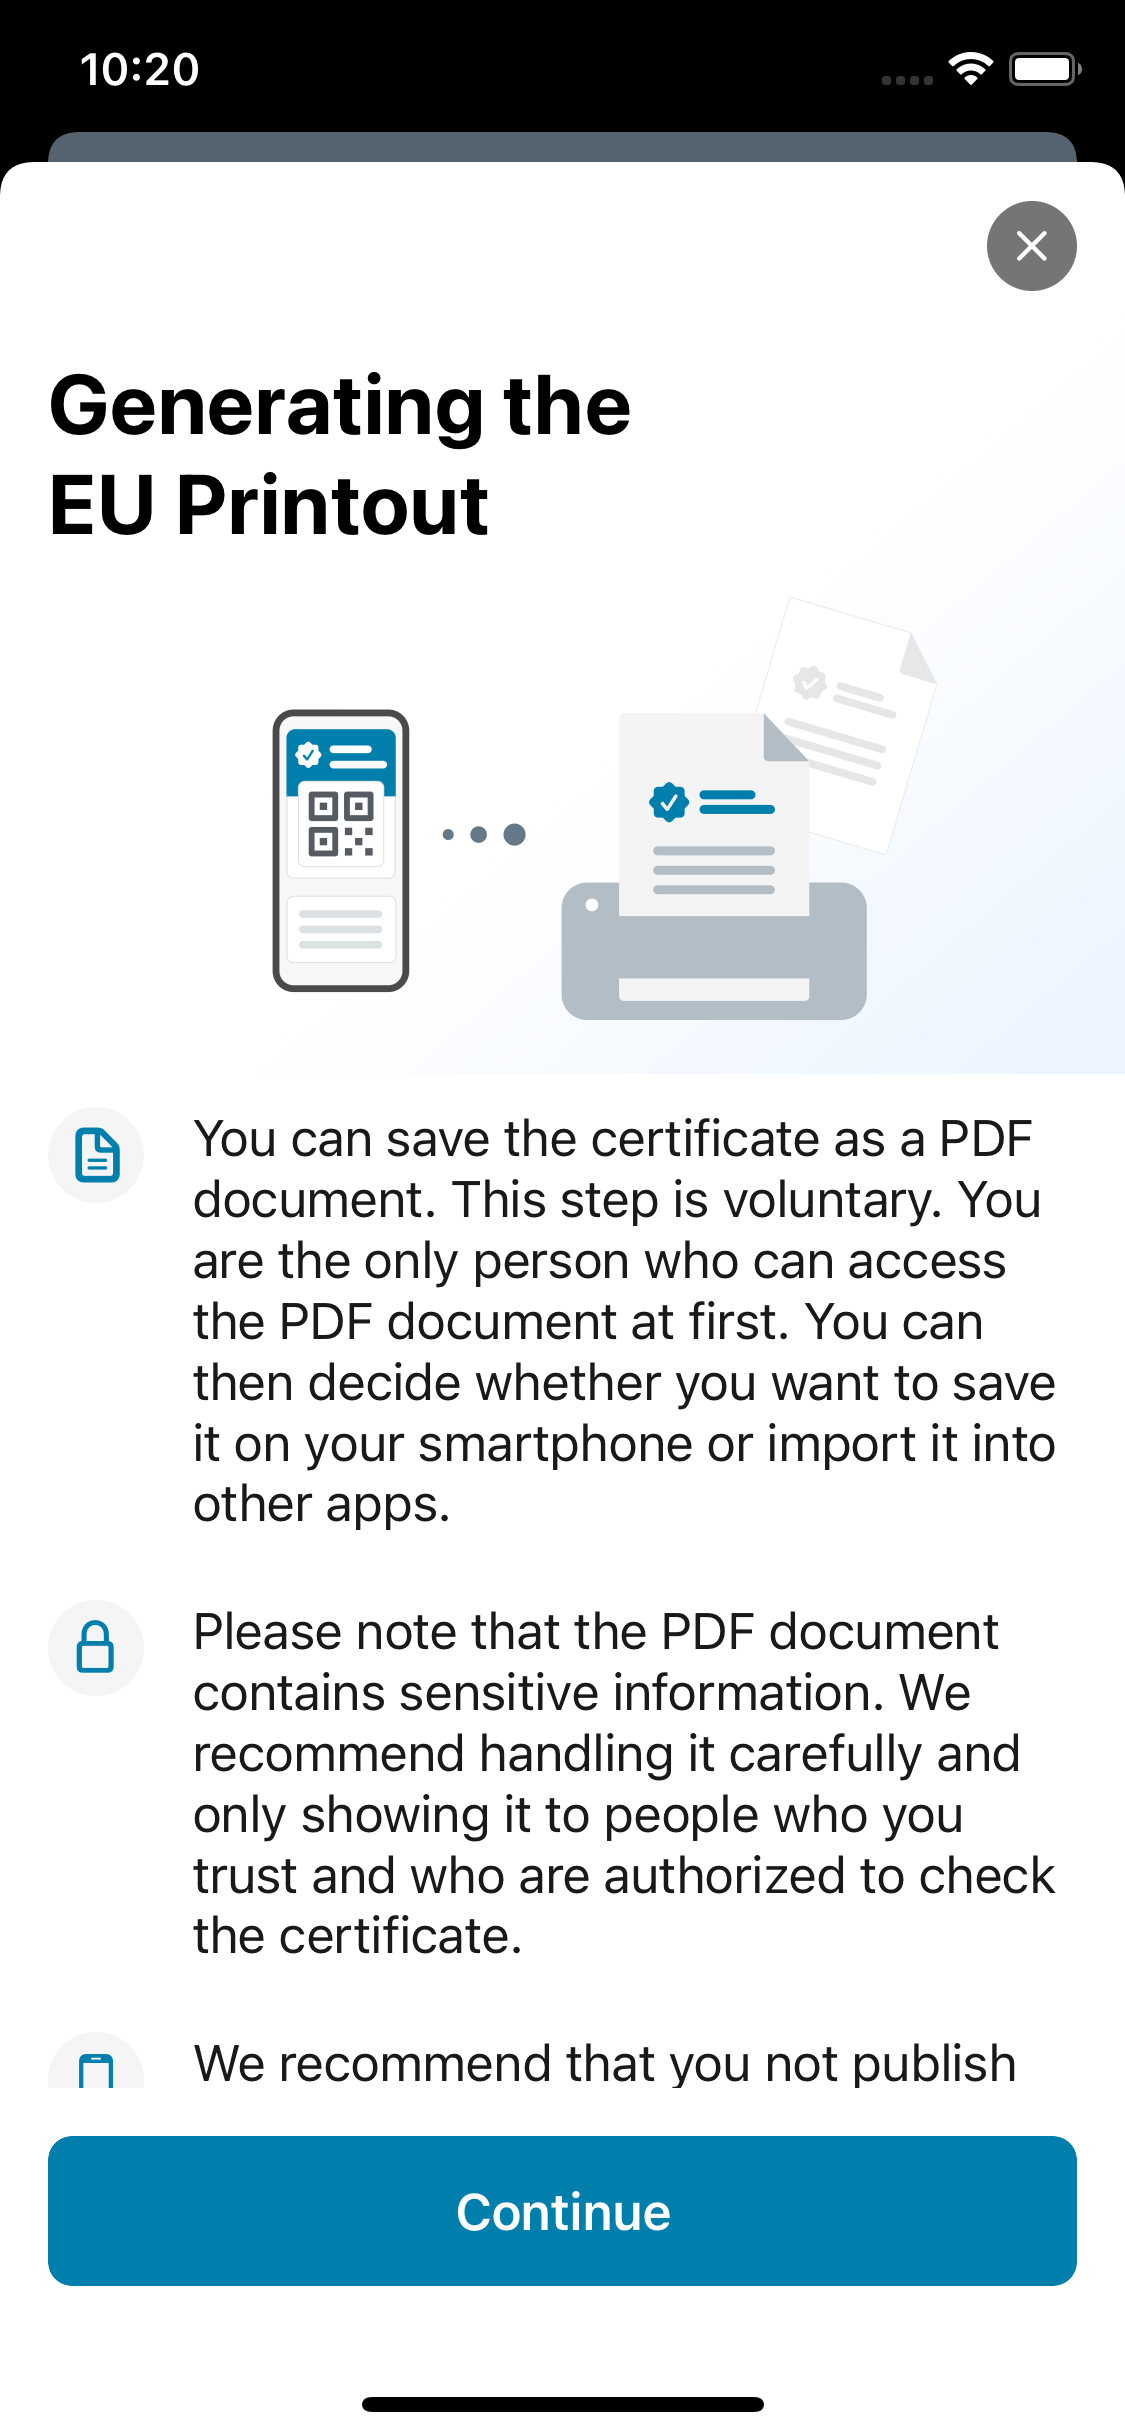 10:20
Generating the
EU Printout
You can save the certificate as a PDF
document. This step is voluntary. You
are the only person who can access
the PDF document at first. You can
then decide whether you want to save
it on your smartphone or import it into
other apps.
Please note that the PDF document
contains sensitive information. We
recommend handling it carefully and
only showing it to people who you
trust and who are authorized to check
the certificate.
We recommend that you not publish
Continue